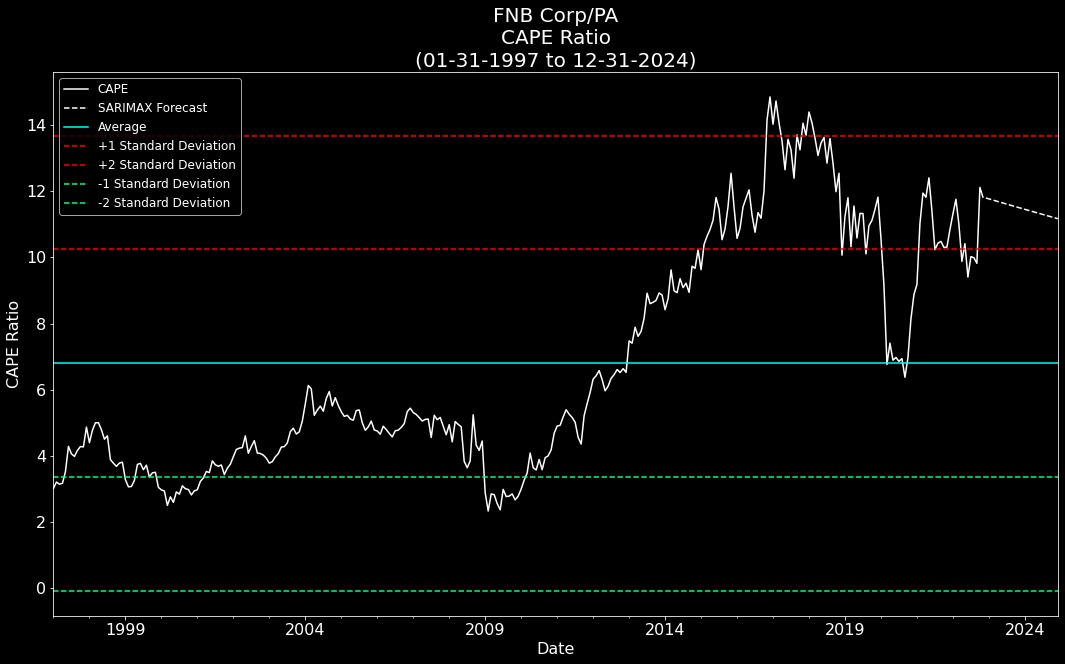 FNB Corp/PA
CAPE Ratio
(01-31-1997 to 12-31-2024)
CAPE
SARIMAX Forecast
Average
+1 Standard Deviation
+2 Standard Deviation
-1 Standard Deviation
-2 Standard Deviation
CAPE Ratio
14
12
10
8
6
4
2
0
1999 2004 2009 2014 2019 2024
Date